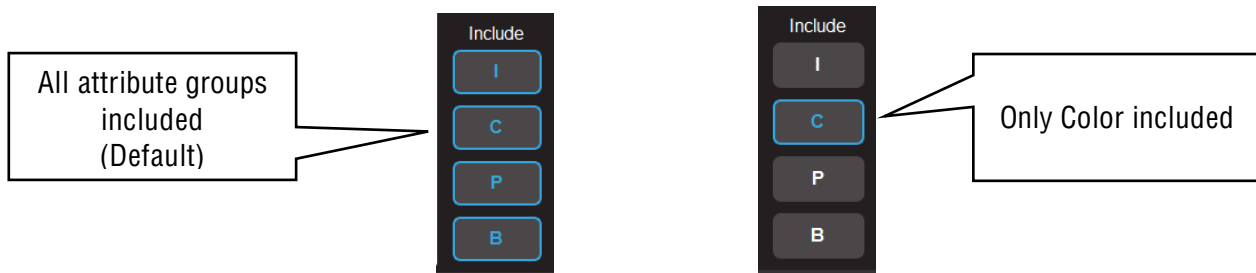 All attribute groups
included
(Default)
Include
I
C
P
B
Include
I
C
P
B
Only Color included